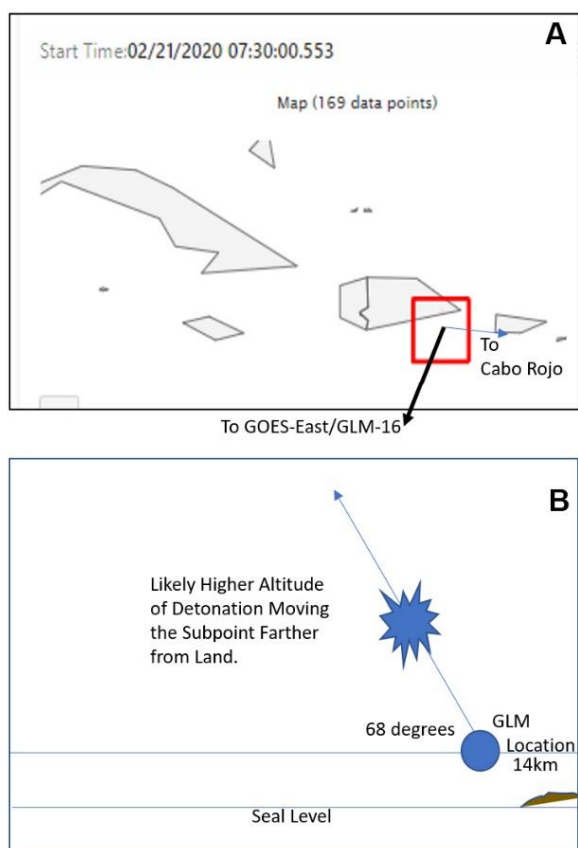 A
Start Time:02/21/2020 07:30:00.553
Map (169 data points)
To
Cabo Rojo
To GOES-East/GLM-16
B
Likely Higher Altitude
of Detonation Moving
the Subpoint Farther
from Land.
68 degrees
GLM
Location
14km
Seal Level